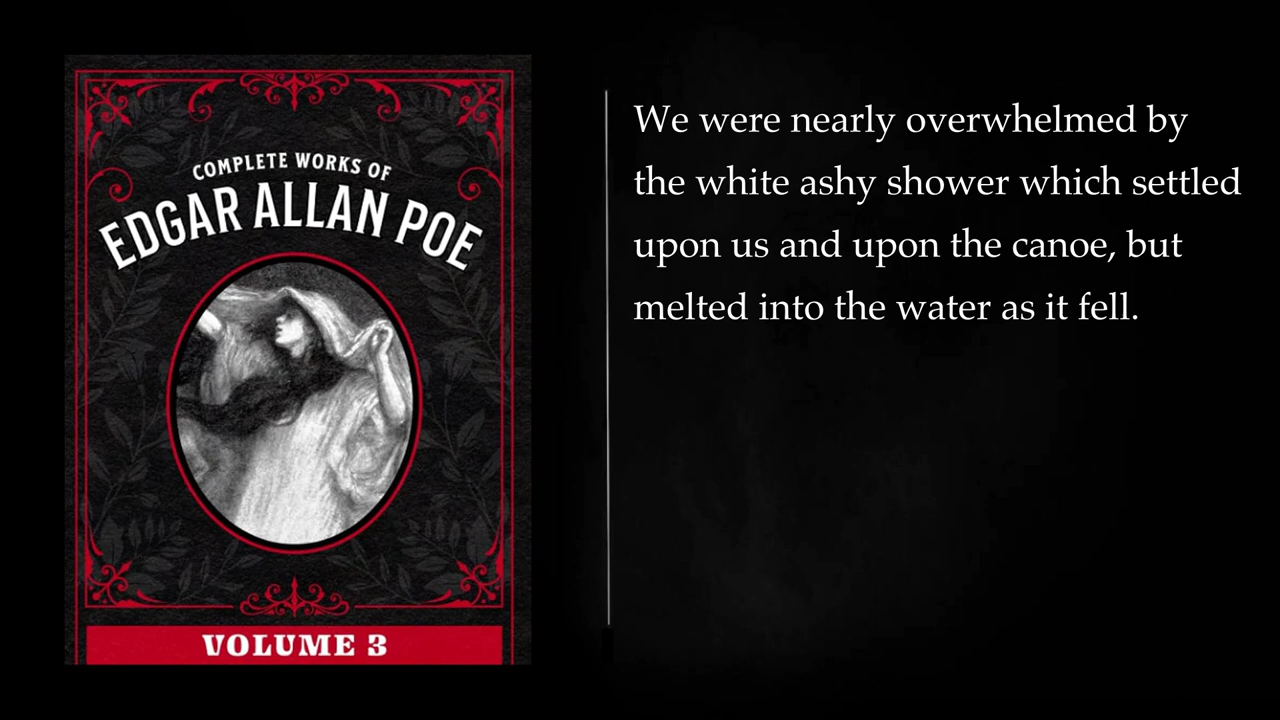 COMPLETE WORKS OF
EDGAR ALLAN POE
VOLUME 3
We were nearly overwhelmed by
the white ashy shower which settled
upon us and upon the canoe, but
melted into the water as it fell.